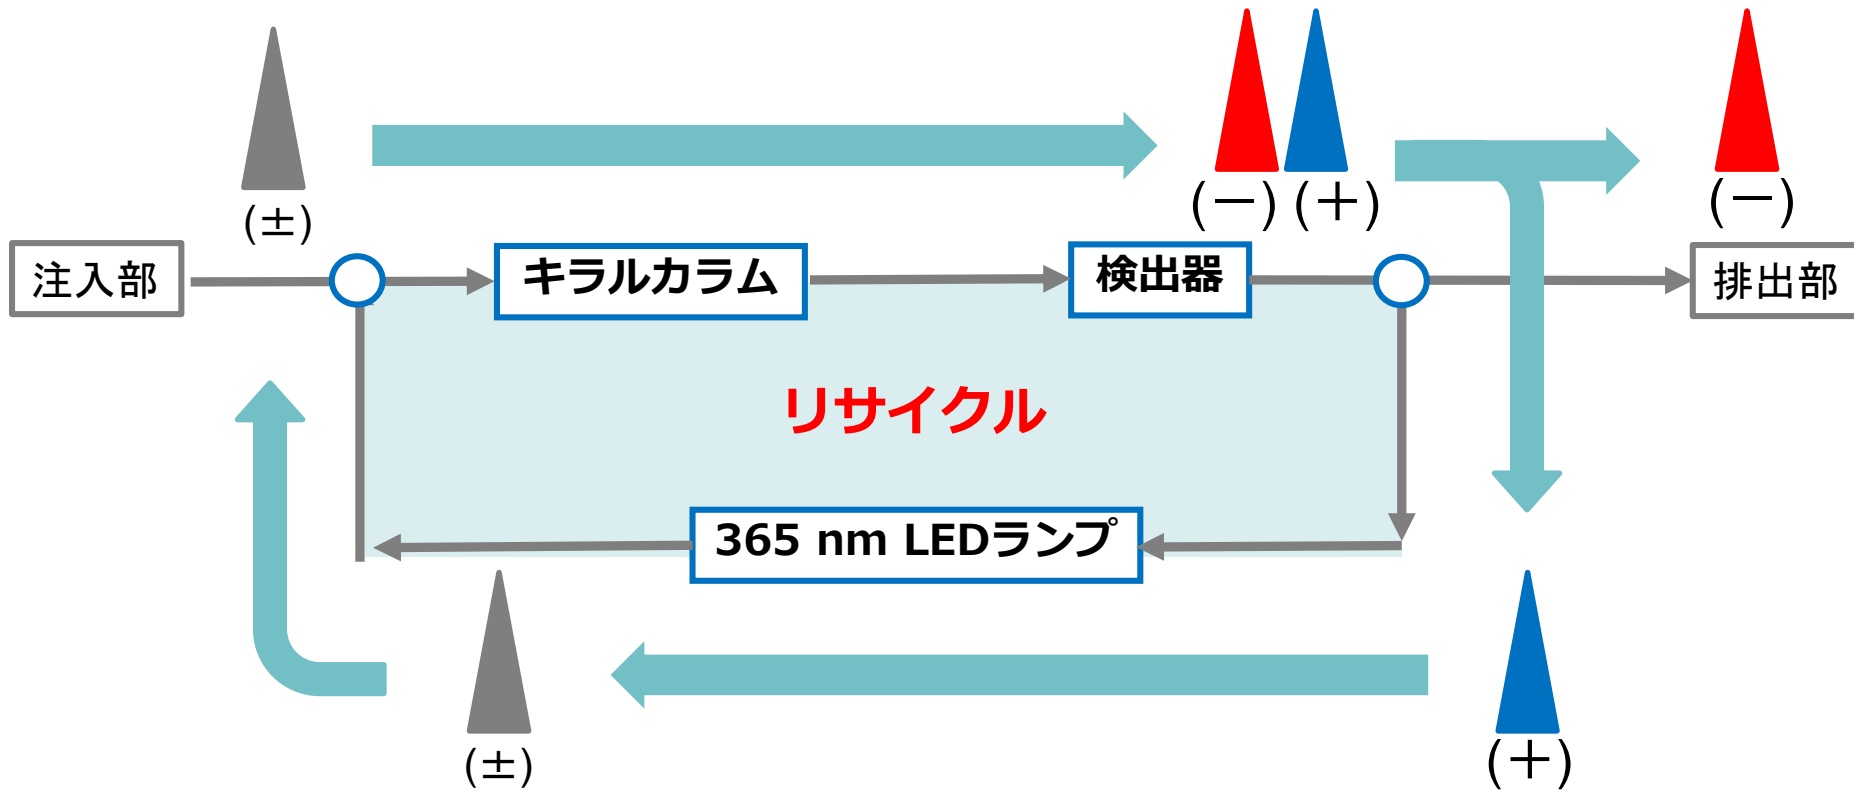 (±)
(−) (+)
(−)
注入部
キラルカラム
検出器
排出部
リサイクル
365 nm LEDランプ
(±)
(+)